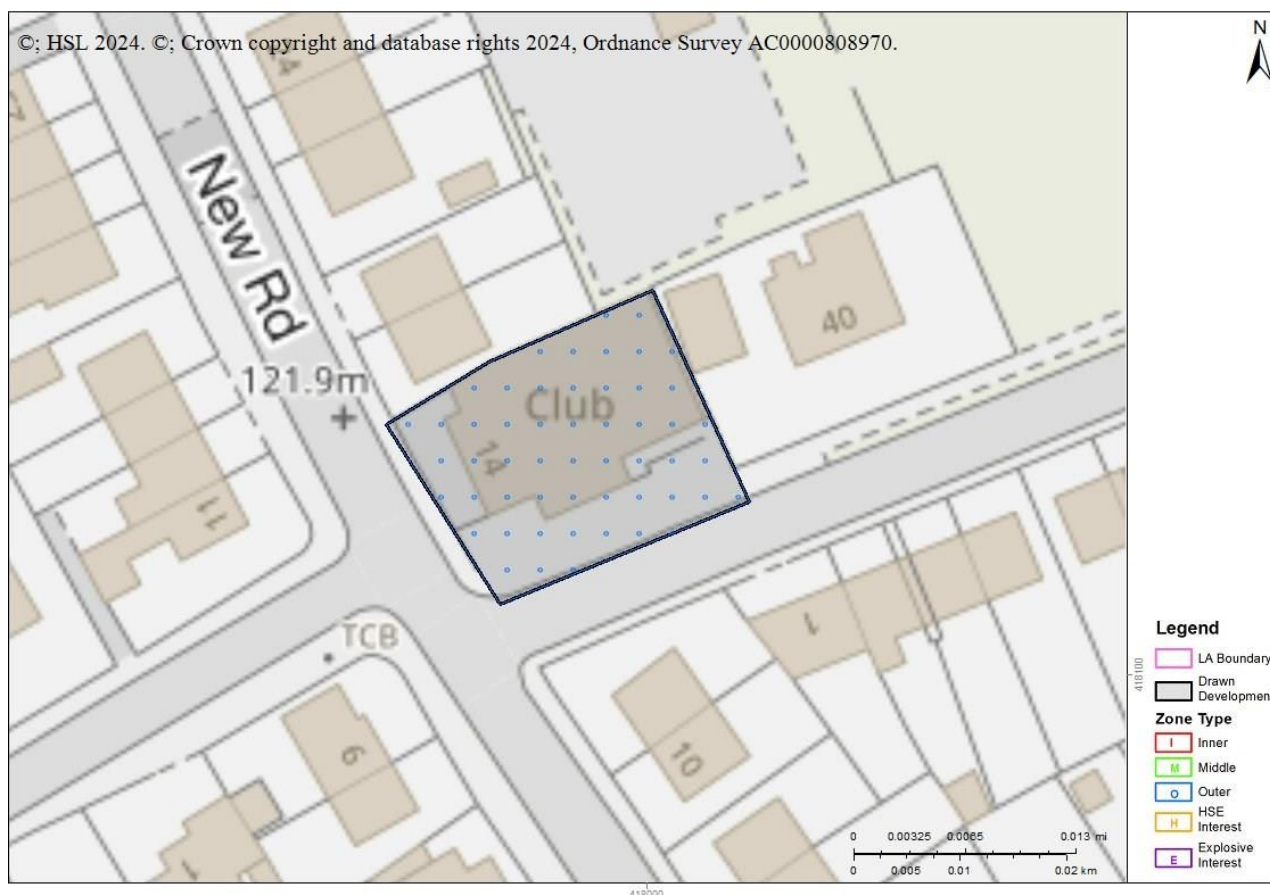 ©; HSL 2024. ©; Crown copyright and database rights 2024, Ordnance Survey AC0000808970.
N
New Rd
121.9m
Club
14
40
11
TCB
1
10
6
Legend
LA Boundary
Drawn
Development
Zone Type
I Inner
M Middle
O Outer
H HSE
Interest
E Explosive
Interest
0 0.00325 0.0065 0.013 mi
0 0.005 0.01 0.02 km
418100
418000